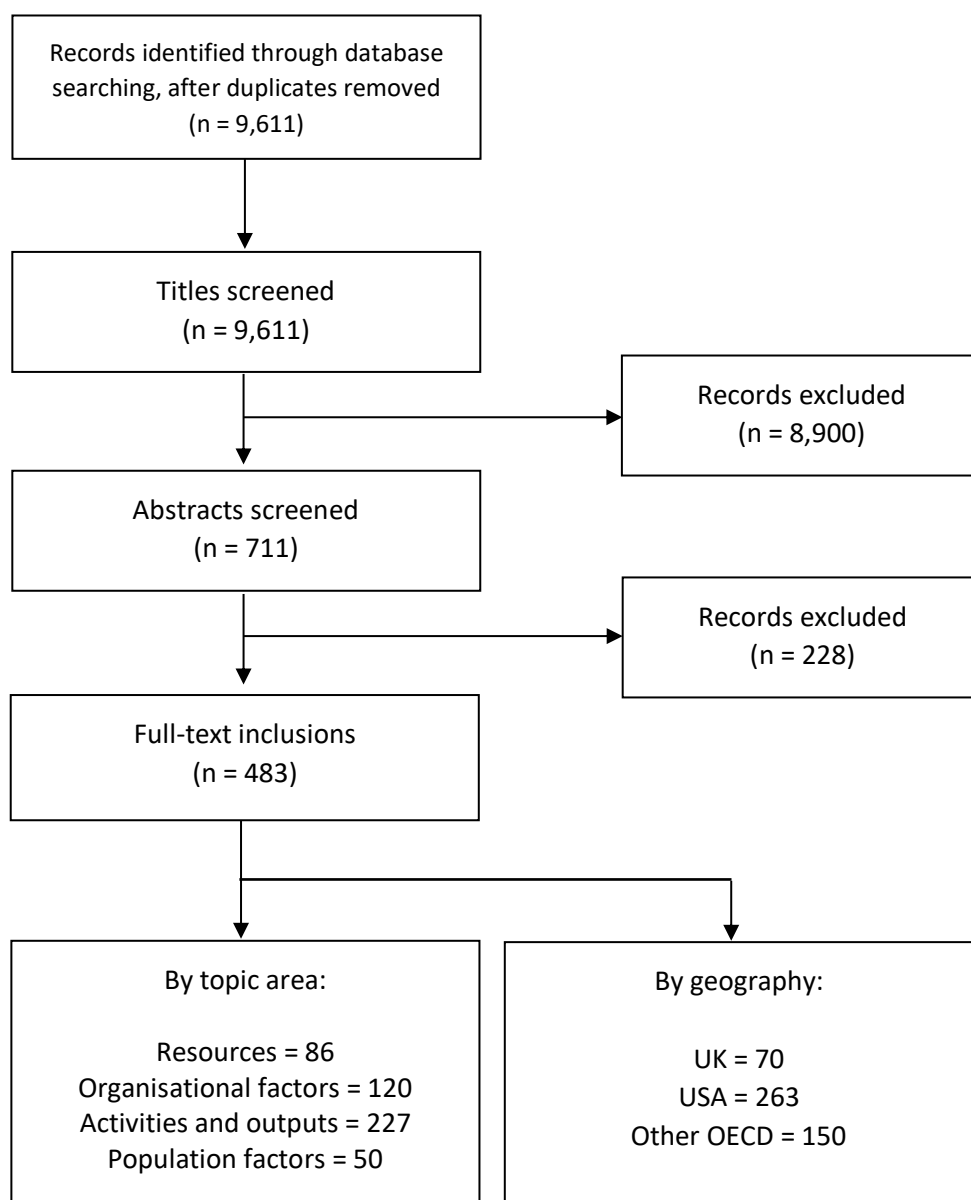 Records identified through database
searching, after duplicates removed
(n = 9,611)
Titles screened
(n = 9,611)
Records excluded
(n = 8,900)
Abstracts screened
(n = 711)
Records excluded
(n = 228)
Full-text inclusions
(n = 483)
By topic area:
Resources = 86
Organisational factors = 120
Activities and outputs = 227
Population factors = 50
By geography:
UK = 70
USA = 263
Other OECD = 150